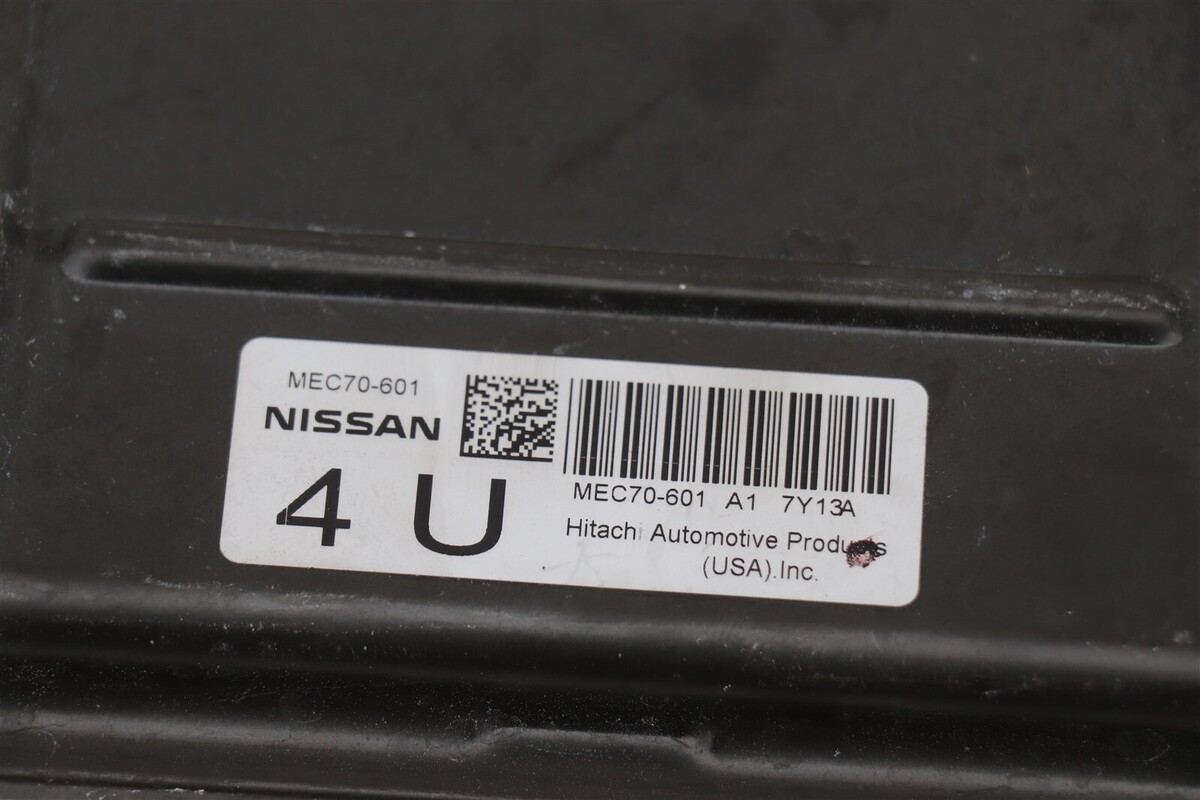 MEC70-601
NISSAN
4 U
MEC70-601 A1 7Y13A
Hitachi Automotive Products
(USA).Inc.